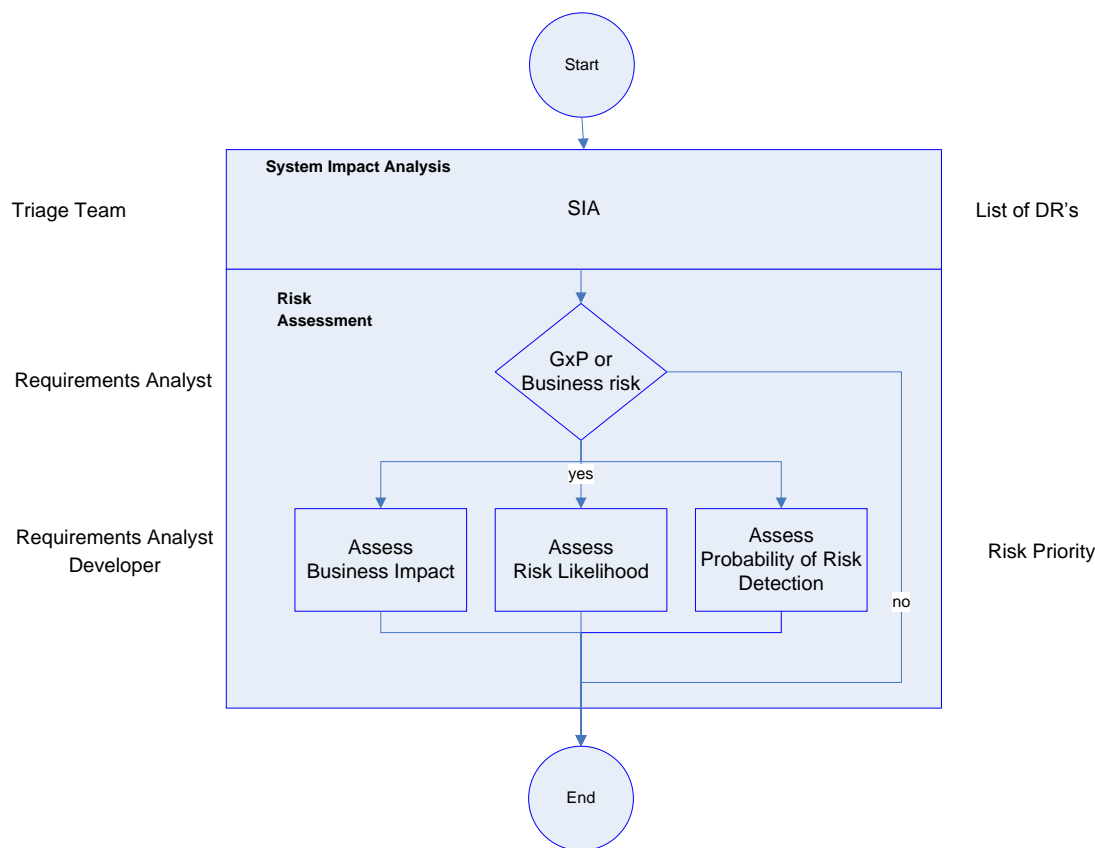 Start
System Impact Analysis
Triage Team
SIA
List of DR's
Risk
Assessment
Requirements Analyst
GxP or
Business risk
yes
Requirements Analyst
Developer
Assess
Business Impact
Assess
Risk Likelihood
Assess
Probability of Risk
Detection
Risk Priority
no
End